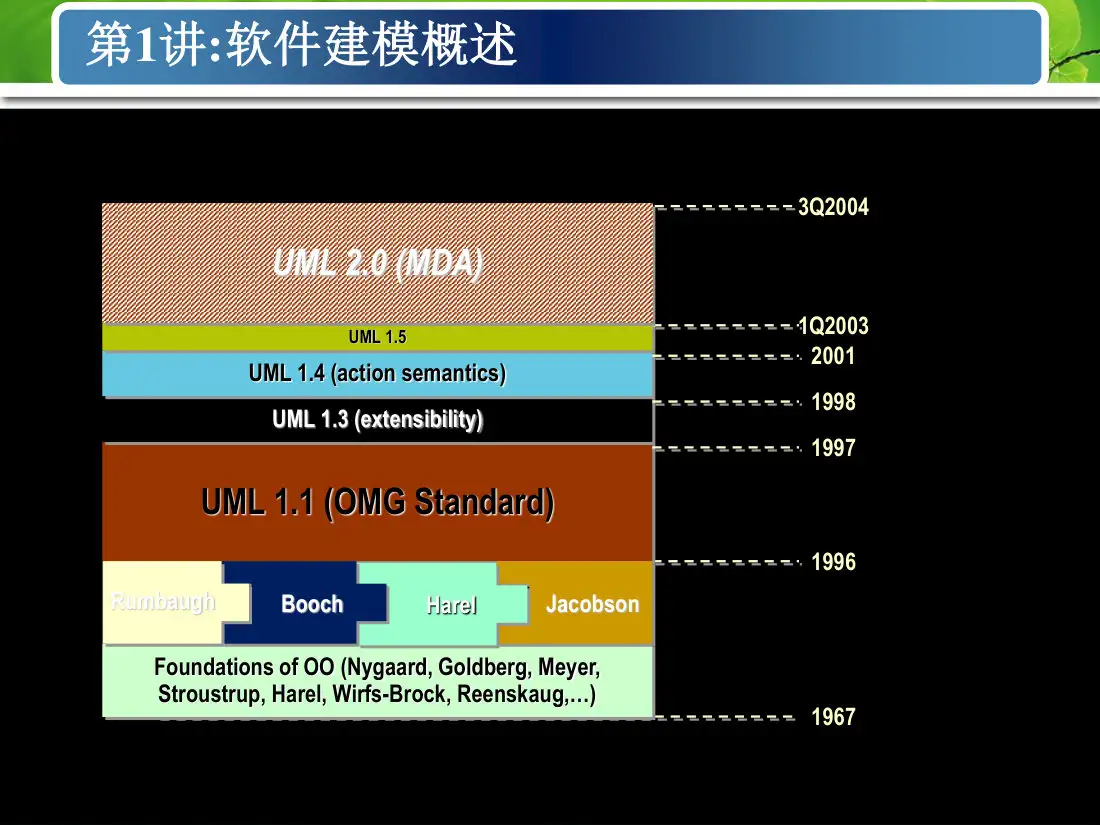 第1讲:软件建模概述
3Q2004
UML 2.0 (MDA)
1Q2003
UML 1.5
2001
UML 1.4 (action semantics)
1998
UML 1.3 (extensibility)
1997
UML 1.1 (OMG Standard)
1996
Rumbaugh Booch Harel Jacobson
Foundations of OO (Nygaard, Goldberg, Meyer,
Stroustrup, Harel, Wirfs-Brock, Reenskaug,…)
1967